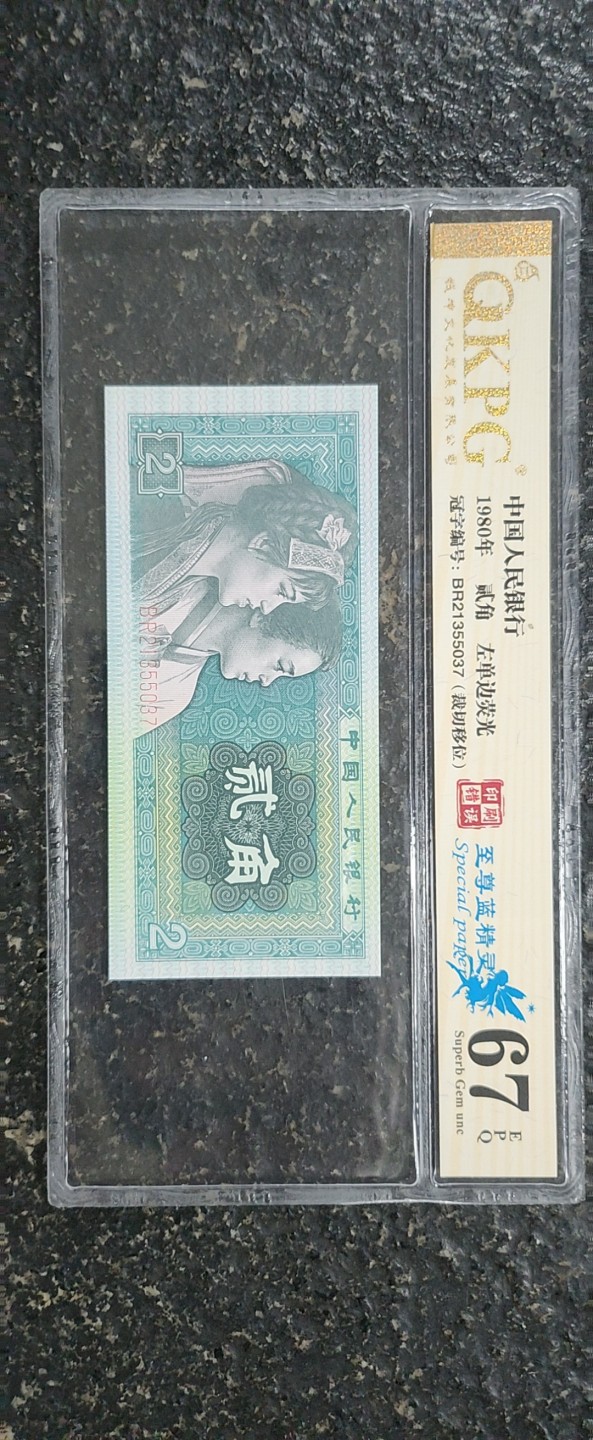 GKPG
中国人民银行
1980年 贰角 左单边荧光
冠字编号：BR21355037（裁切移位）
印刷
错误
至尊蓝精灵
Special paper
67
EPQ
Superb Gem unc
中国人民银行
贰角
BR21355037
2
2